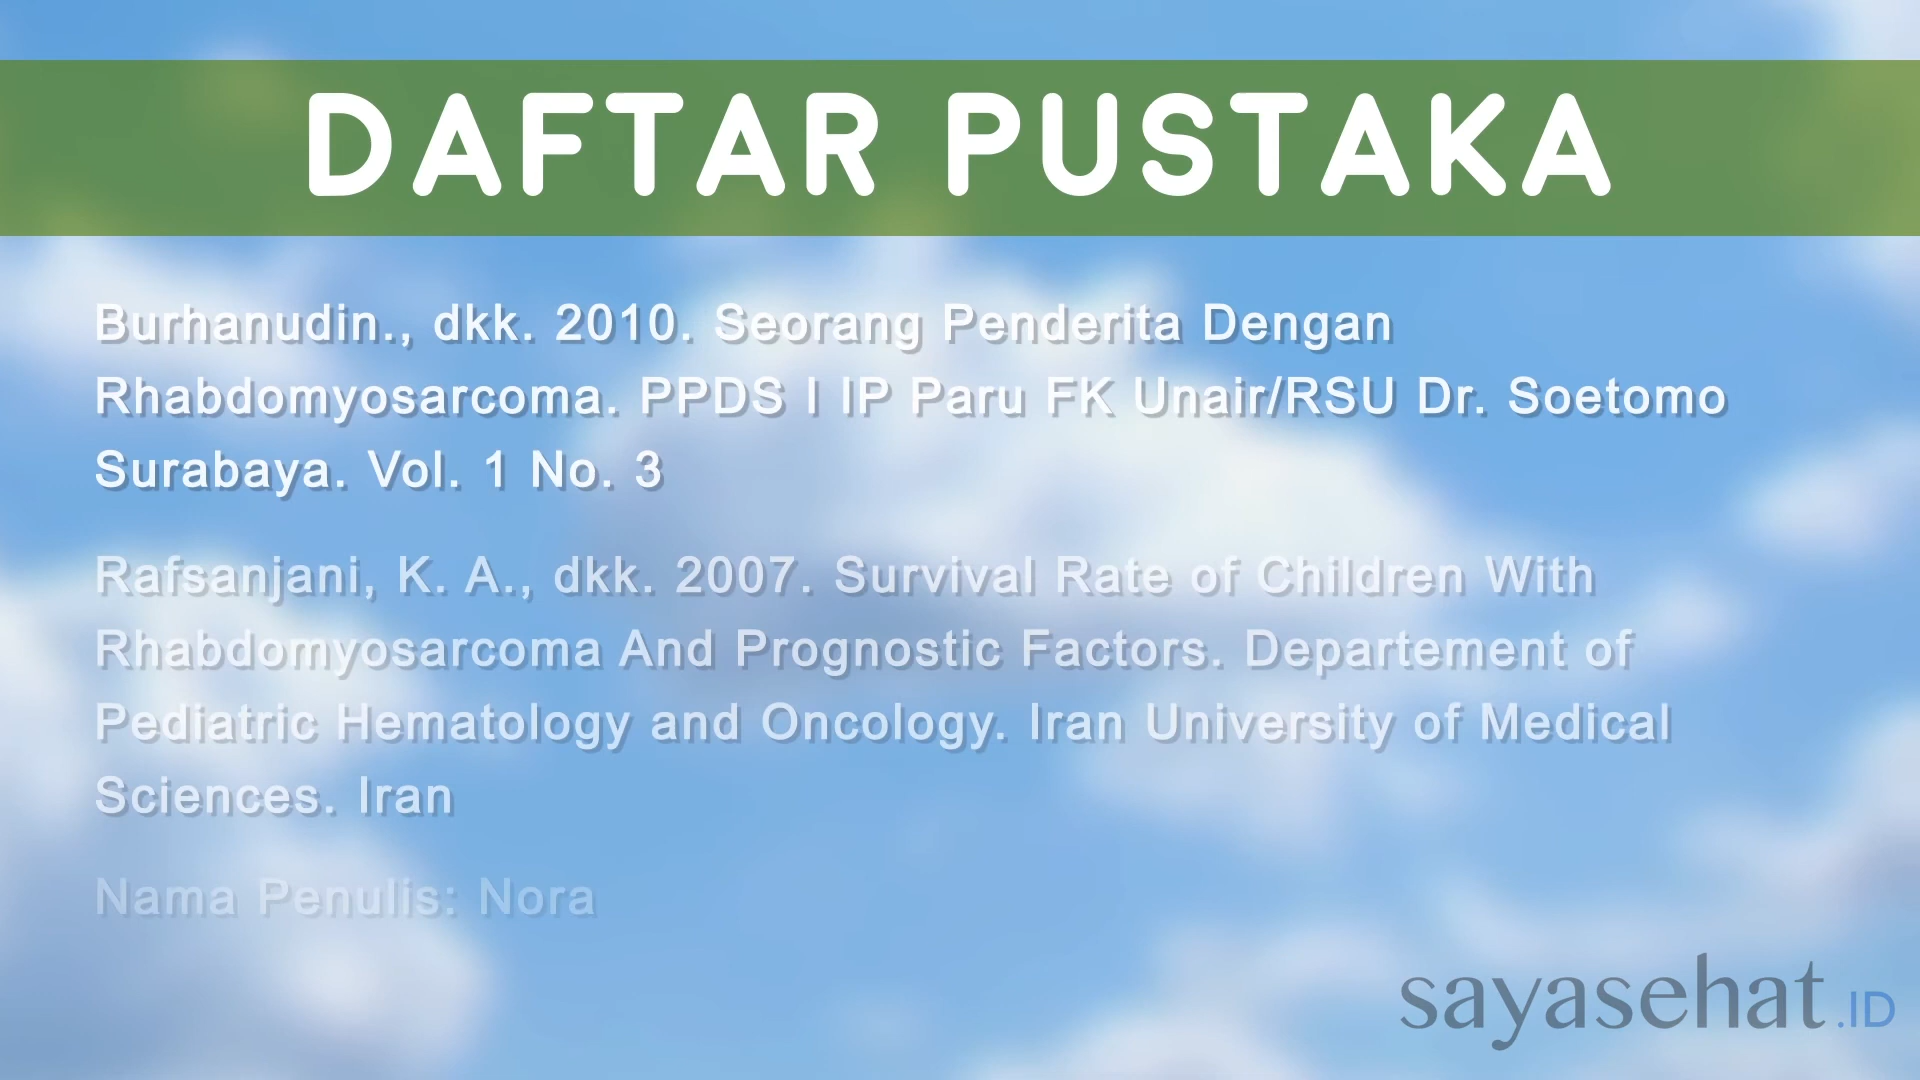 DAFTAR PUSTAKA
Burhanudin., dkk. 2010. Seorang Penderita Dengan
Rhabdomyosarcoma. PPDS I IP Paru FK Unair/RSU Dr. Soetomo
Surabaya. Vol. 1 No. 3
Rafsanjani, K. A., dkk. 2007. Survival Rate of Children With
Rhabdomyosarcoma And Prognostic Factors. Departement of
Pediatric Hematology and Oncology. Iran University of Medical
Sciences. Iran
Nama Penulis: Nora
sayasehat.ID